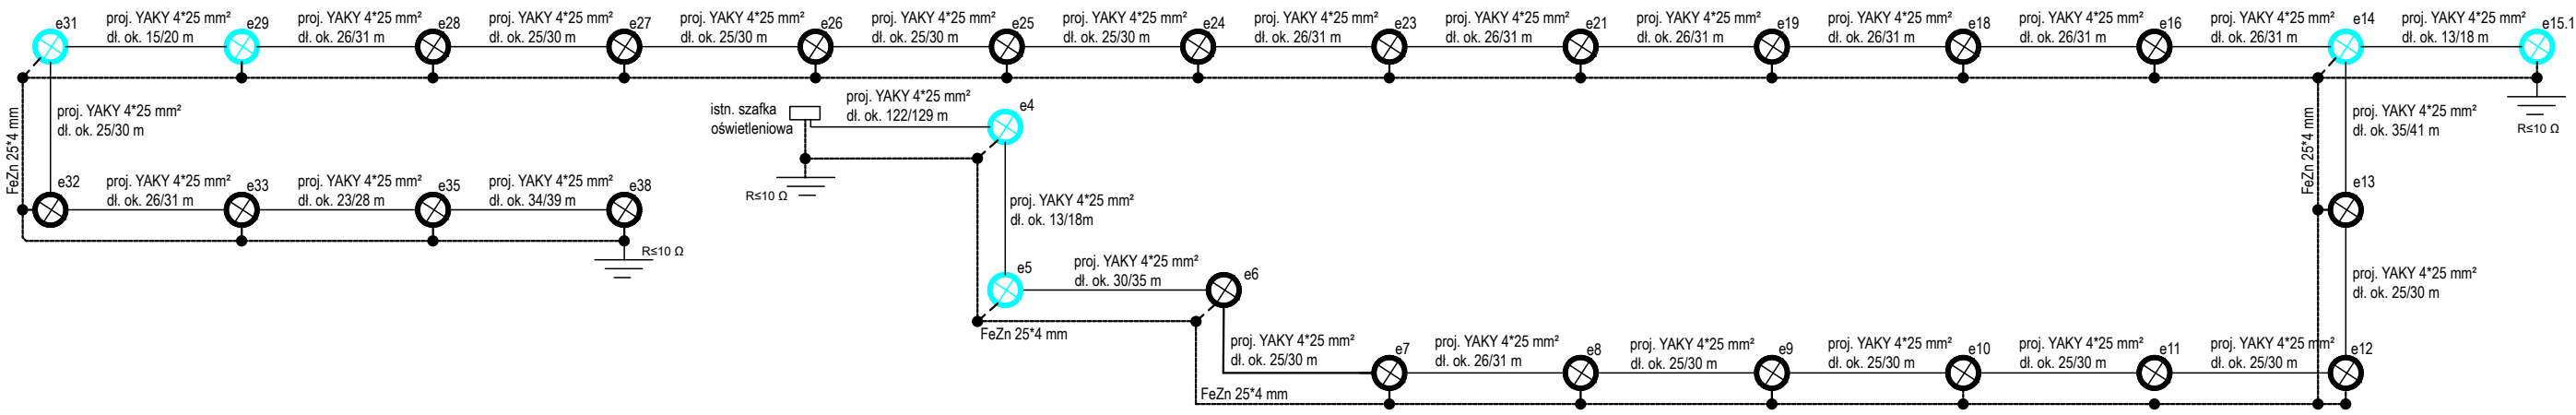 e31
proj. YAKY 4*25 mm²
dł. ok. 15/20 m
e29
proj. YAKY 4*25 mm²
dł. ok. 26/31 m
e28
proj. YAKY 4*25 mm²
dł. ok. 25/30 m
e27
proj. YAKY 4*25 mm²
dł. ok. 25/30 m
e26
proj. YAKY 4*25 mm²
dł. ok. 25/30 m
e25
proj. YAKY 4*25 mm²
dł. ok. 25/30 m
e24
proj. YAKY 4*25 mm²
dł. ok. 26/31 m
e23
proj. YAKY 4*25 mm²
dł. ok. 26/31 m
e21
proj. YAKY 4*25 mm²
dł. ok. 26/31 m
e19
proj. YAKY 4*25 mm²
dł. ok. 26/31 m
e18
proj. YAKY 4*25 mm²
dł. ok. 26/31 m
e16
proj. YAKY 4*25 mm²
dł. ok. 26/31 m
e14
proj. YAKY 4*25 mm²
dł. ok. 13/18 m
e15.1
R≤10 Ω
FeZn 25*4 mm
proj. YAKY 4*25 mm²
dł. ok. 25/30 m
e32
proj. YAKY 4*25 mm²
dł. ok. 26/31 m
e33
proj. YAKY 4*25 mm²
dł. ok. 23/28 m
e35
proj. YAKY 4*25 mm²
dł. ok. 34/39 m
e38
R≤10 Ω
istn. szafka
oświetleniowa
proj. YAKY 4*25 mm²
dł. ok. 122/129 m
e4
R≤10 Ω
proj. YAKY 4*25 mm²
dł. ok. 13/18m
e5
proj. YAKY 4*25 mm²
dł. ok. 30/35 m
e6
FeZn 25*4 mm
proj. YAKY 4*25 mm²
dł. ok. 25/30 m
e7
proj. YAKY 4*25 mm²
dł. ok. 26/31 m
e8
proj. YAKY 4*25 mm²
dł. ok. 25/30 m
e9
proj. YAKY 4*25 mm²
dł. ok. 25/30 m
e10
proj. YAKY 4*25 mm²
dł. ok. 25/30 m
e11
proj. YAKY 4*25 mm²
dł. ok. 25/30 m
e12
FeZn 25*4 mm
FeZn 25*4 mm
proj. YAKY 4*25 mm²
dł. ok. 35/41 m
e13
proj. YAKY 4*25 mm²
dł. ok. 25/30 m